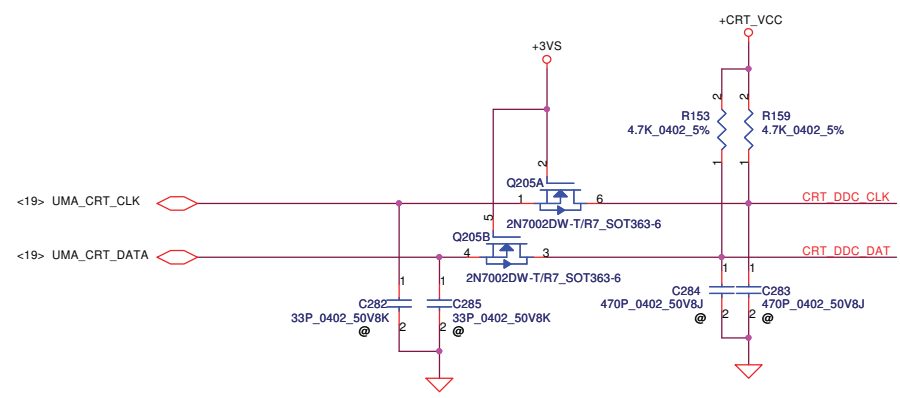 +CRT_VCC
+3VS
2
2
R153
4.7K_0402_5%
R159
4.7K_0402_5%
1
1
2
Q205A
<19> UMA_CRT_CLK
1
6
CRT_DDC_CLK
2N7002DW-T/R7_SOT363-6
5
Q205B
<19> UMA_CRT_DATA
4
3
CRT_DDC_DAT
2N7002DW-T/R7_SOT363-6
1
1
1
1
C282
33P_0402_50V8K
@
2
C285
33P_0402_50V8K
@
2
C284
470P_0402_50V8J
@
2
C283
470P_0402_50V8J
@
2